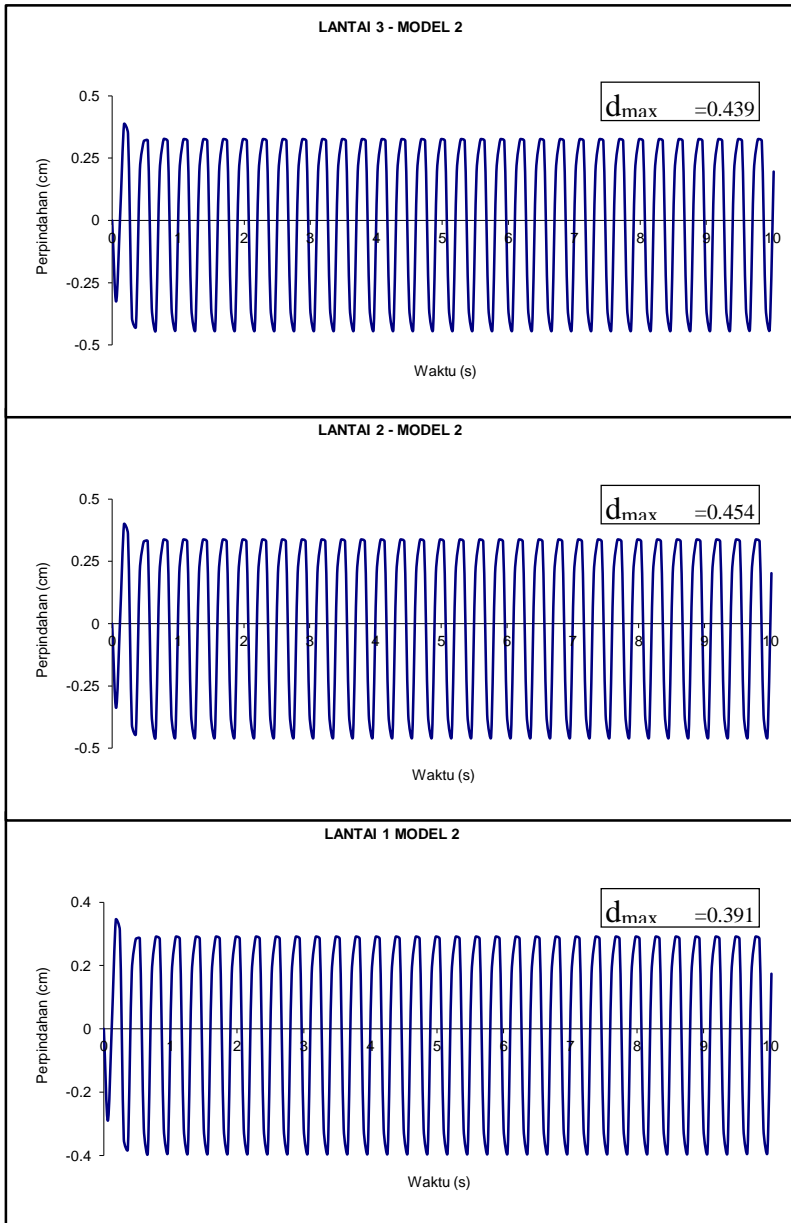 LANTAI 3 - MODEL 2
dmax =0.439
0.5
0.25
0
-0.25
-0.5
0 1 2 3 4 5 6 7 8 9 10
Perpindahan (cm)
Waktu (s)
LANTAI 2 - MODEL 2
dmax =0.454
0.5
0.25
0
-0.25
-0.5
0 1 2 3 4 5 6 7 8 9 10
Perpindahan (cm)
Waktu (s)
LANTAI 1 MODEL 2
dmax =0.391
0.4
0.2
0
-0.2
-0.4
0 1 2 3 4 5 6 7 8 9 10
Perpindahan (cm)
Waktu (s)